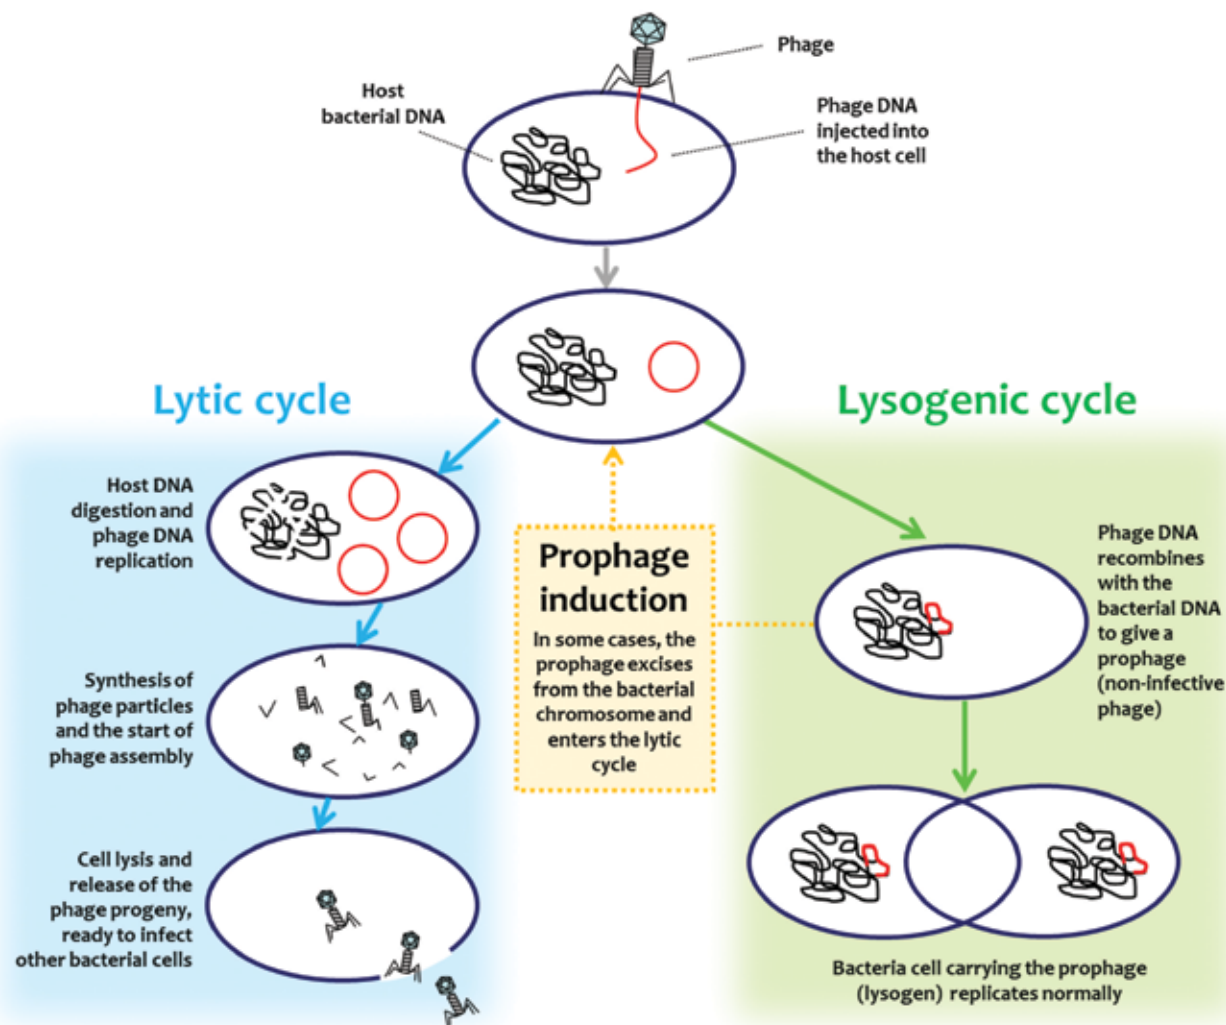 Phage
Host
bacterial DNA
Phage DNA
injected into
the host cell
Lytic cycle
Lysogenic cycle
Host DNA
digestion and
phage DNA
replication
Synthesis of
phage particles
and the start of
phage assembly
Cell lysis and
release of the
phage progeny,
ready to infect
other bacterial cells
Prophage
induction
In some cases, the
prophage excises
from the bacterial
chromosome and
enters the lytic
cycle
Phage DNA
recombines
with the
bacterial DNA
to give a
prophage
(non-infective
phage)
Bacteria cell carrying the prophage
(lysogen) replicates normally